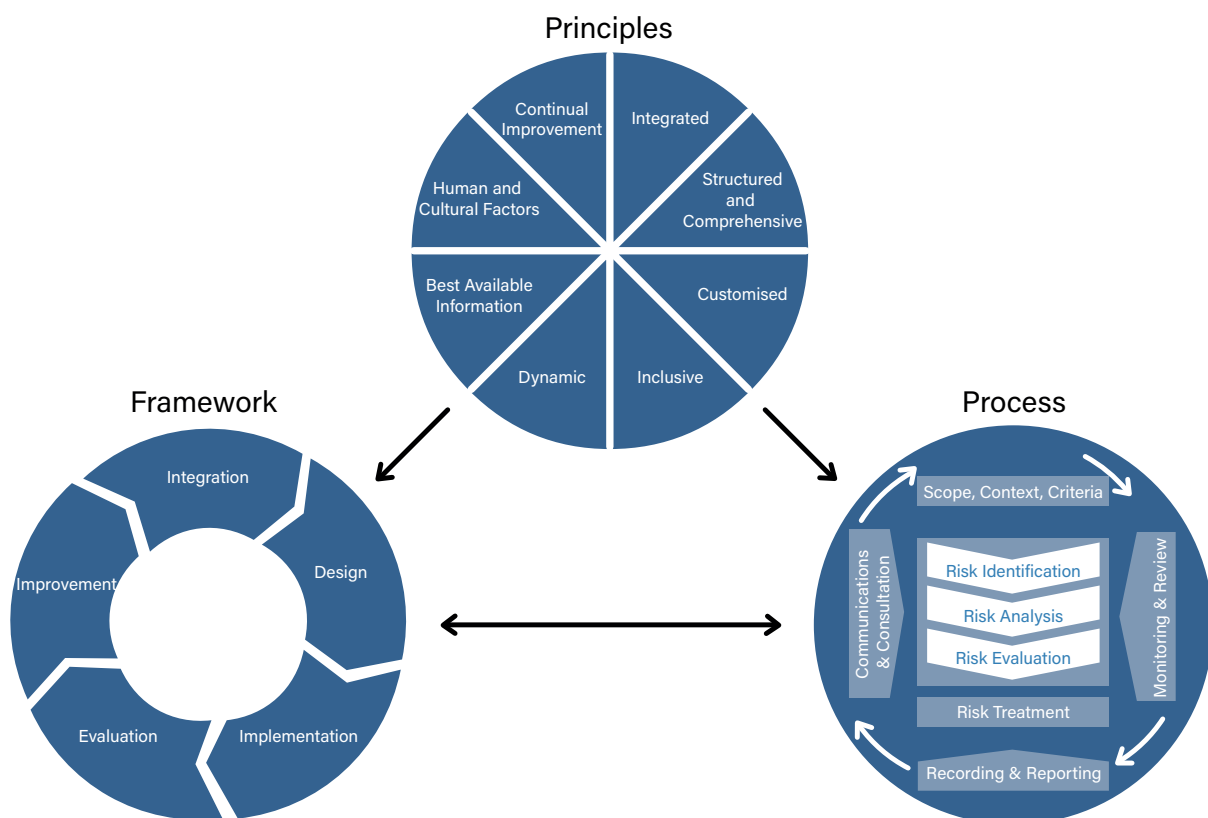 Principles
Continual
Improvement
Integrated
Structured
and
Comprehensive
Customised
Inclusive
Dynamic
Best Available
Information
Human and
Cultural Factors
Framework
Integration
Design
Implementation
Evaluation
Improvement
Process
Scope, Context, Criteria
Communications
& Consultation
Risk Identification
Risk Analysis
Risk Evaluation
Monitoring & Review
Risk Treatment
Recording & Reporting